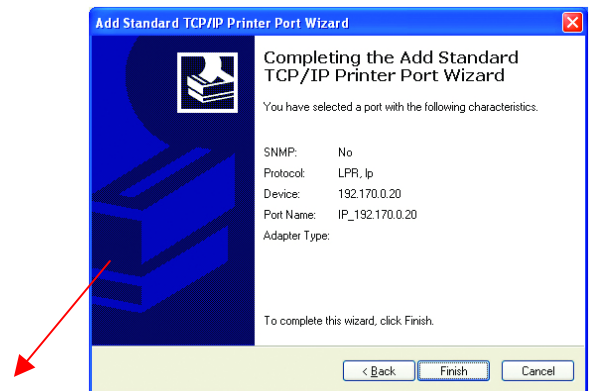 Add Standard TCP/IP Printer Port Wizard
Completing the Add Standard
TCP/IP Printer Port Wizard
You have selected a port with the following characteristics.
SNMP: No
Protocol: LPR, lp
Device: 192.170.0.20
Port Name: IP_192.170.0.20
Adapter Type:
To complete this wizard, click Finish.
< Back Finish Cancel